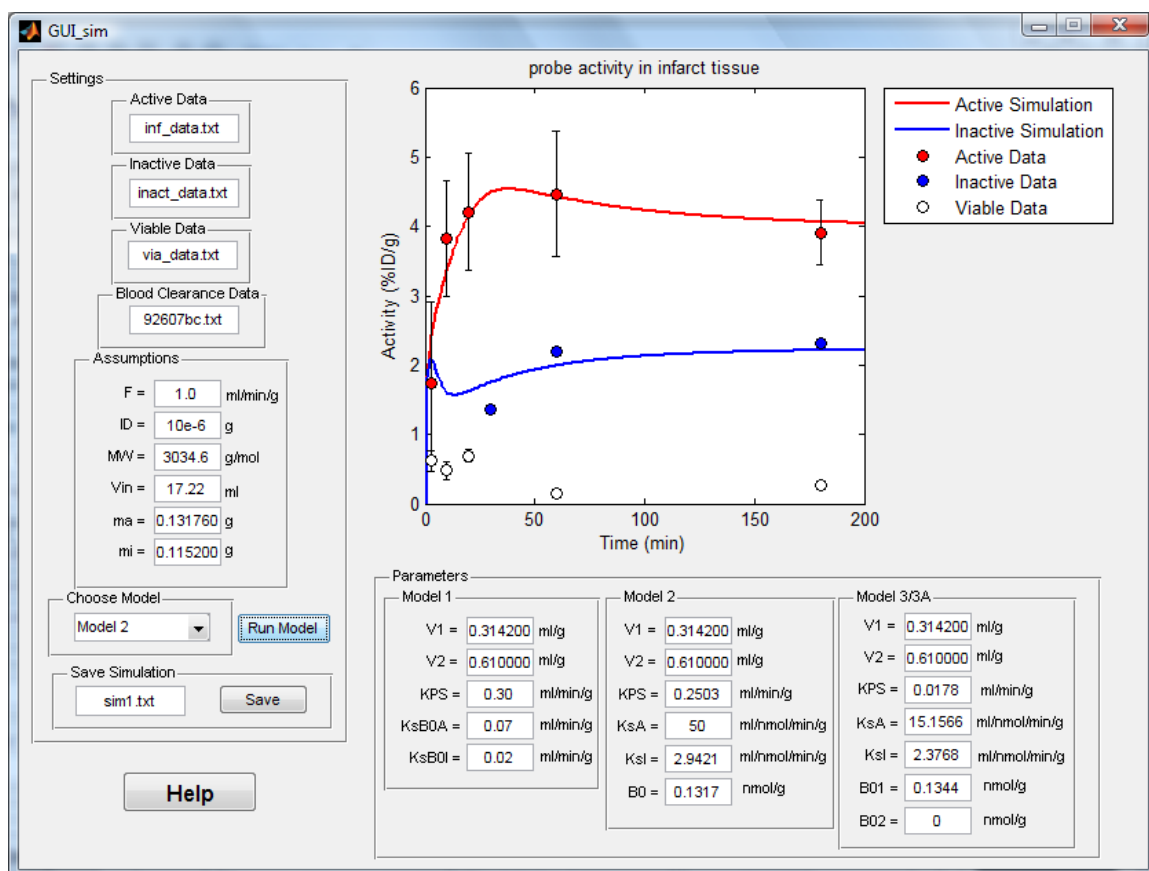 GUI_sim
Settings
Active Data
inf_data.txt
Inactive Data
inact_data.txt
Viable Data
via_data.txt
Blood Clearance Data
92607bc.txt
Assumptions
F = 1.0 ml/min/g
ID = 10e-6 g
MW = 3034.6 g/mol
Vin = 17.22 ml
ma = 0.131760 g
mi = 0.115200 g
Choose Model
Model 2
Run Model
Save Simulation
sim1.txt
Save
Help
probe activity in infarct tissue
6
5
4
3
2
1
0
Activity (%ID/g)
0 50 100 150 200
Time (min)
Active Simulation
Inactive Simulation
Active Data
Inactive Data
Viable Data
Parameters
Model 1
V1 = 0.314200 ml/g
V2 = 0.610000 ml/g
KPS = 0.30 ml/min/g
KsB0A = 0.07 ml/min/g
KsB0I = 0.02 ml/min/g
Model 2
V1 = 0.314200 ml/g
V2 = 0.610000 ml/g
KPS = 0.2503 ml/min/g
KsA = 50 ml/nmol/min/g
KsI = 2.9421 ml/nmol/min/g
B0 = 0.1317 nmol/g
Model 3/3A
V1 = 0.314200 ml/g
V2 = 0.610000 ml/g
KPS = 0.0178 ml/min/g
KsA = 15.1566 ml/nmol/min/g
KsI = 2.3768 ml/nmol/min/g
B01 = 0.1344 nmol/g
B02 = 0 nmol/g